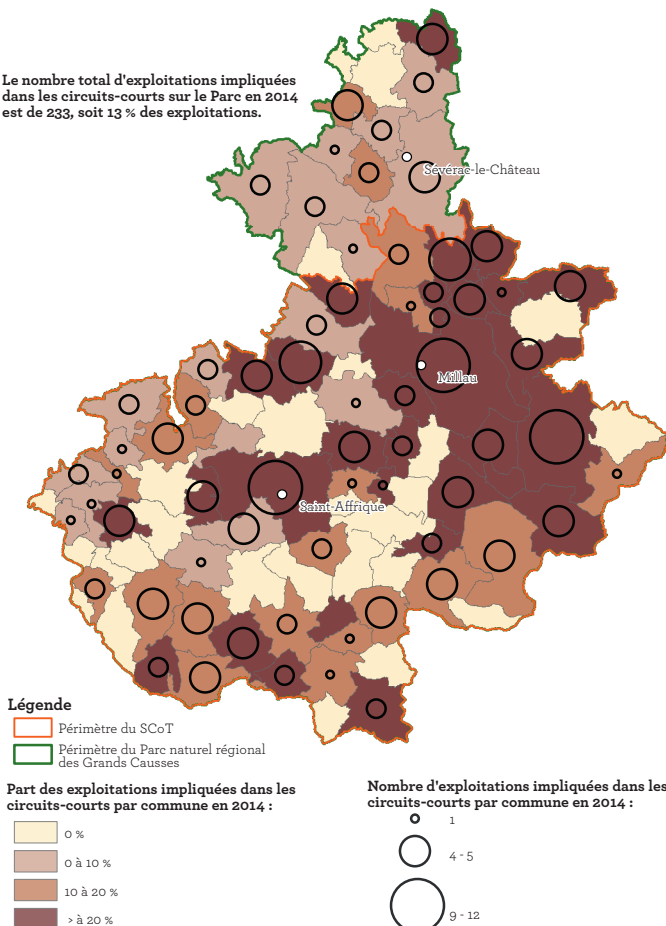 Le nombre total d'exploitations impliquées
dans les circuits-courts sur le Parc en 2014
est de 233, soit 13 % des exploitations.
Sévérac-le-Château
Millau
Saint-Affrique
Légende
Périmètre du SCoT
Périmètre du Parc naturel régional
des Grands Causses
Part des exploitations impliquées dans les
circuits-courts par commune en 2014 :
0 %
0 à 10 %
10 à 20 %
> à 20 %
Nombre d'exploitations impliquées dans les
circuits-courts par commune en 2014 :
1
4 - 5
9 - 12